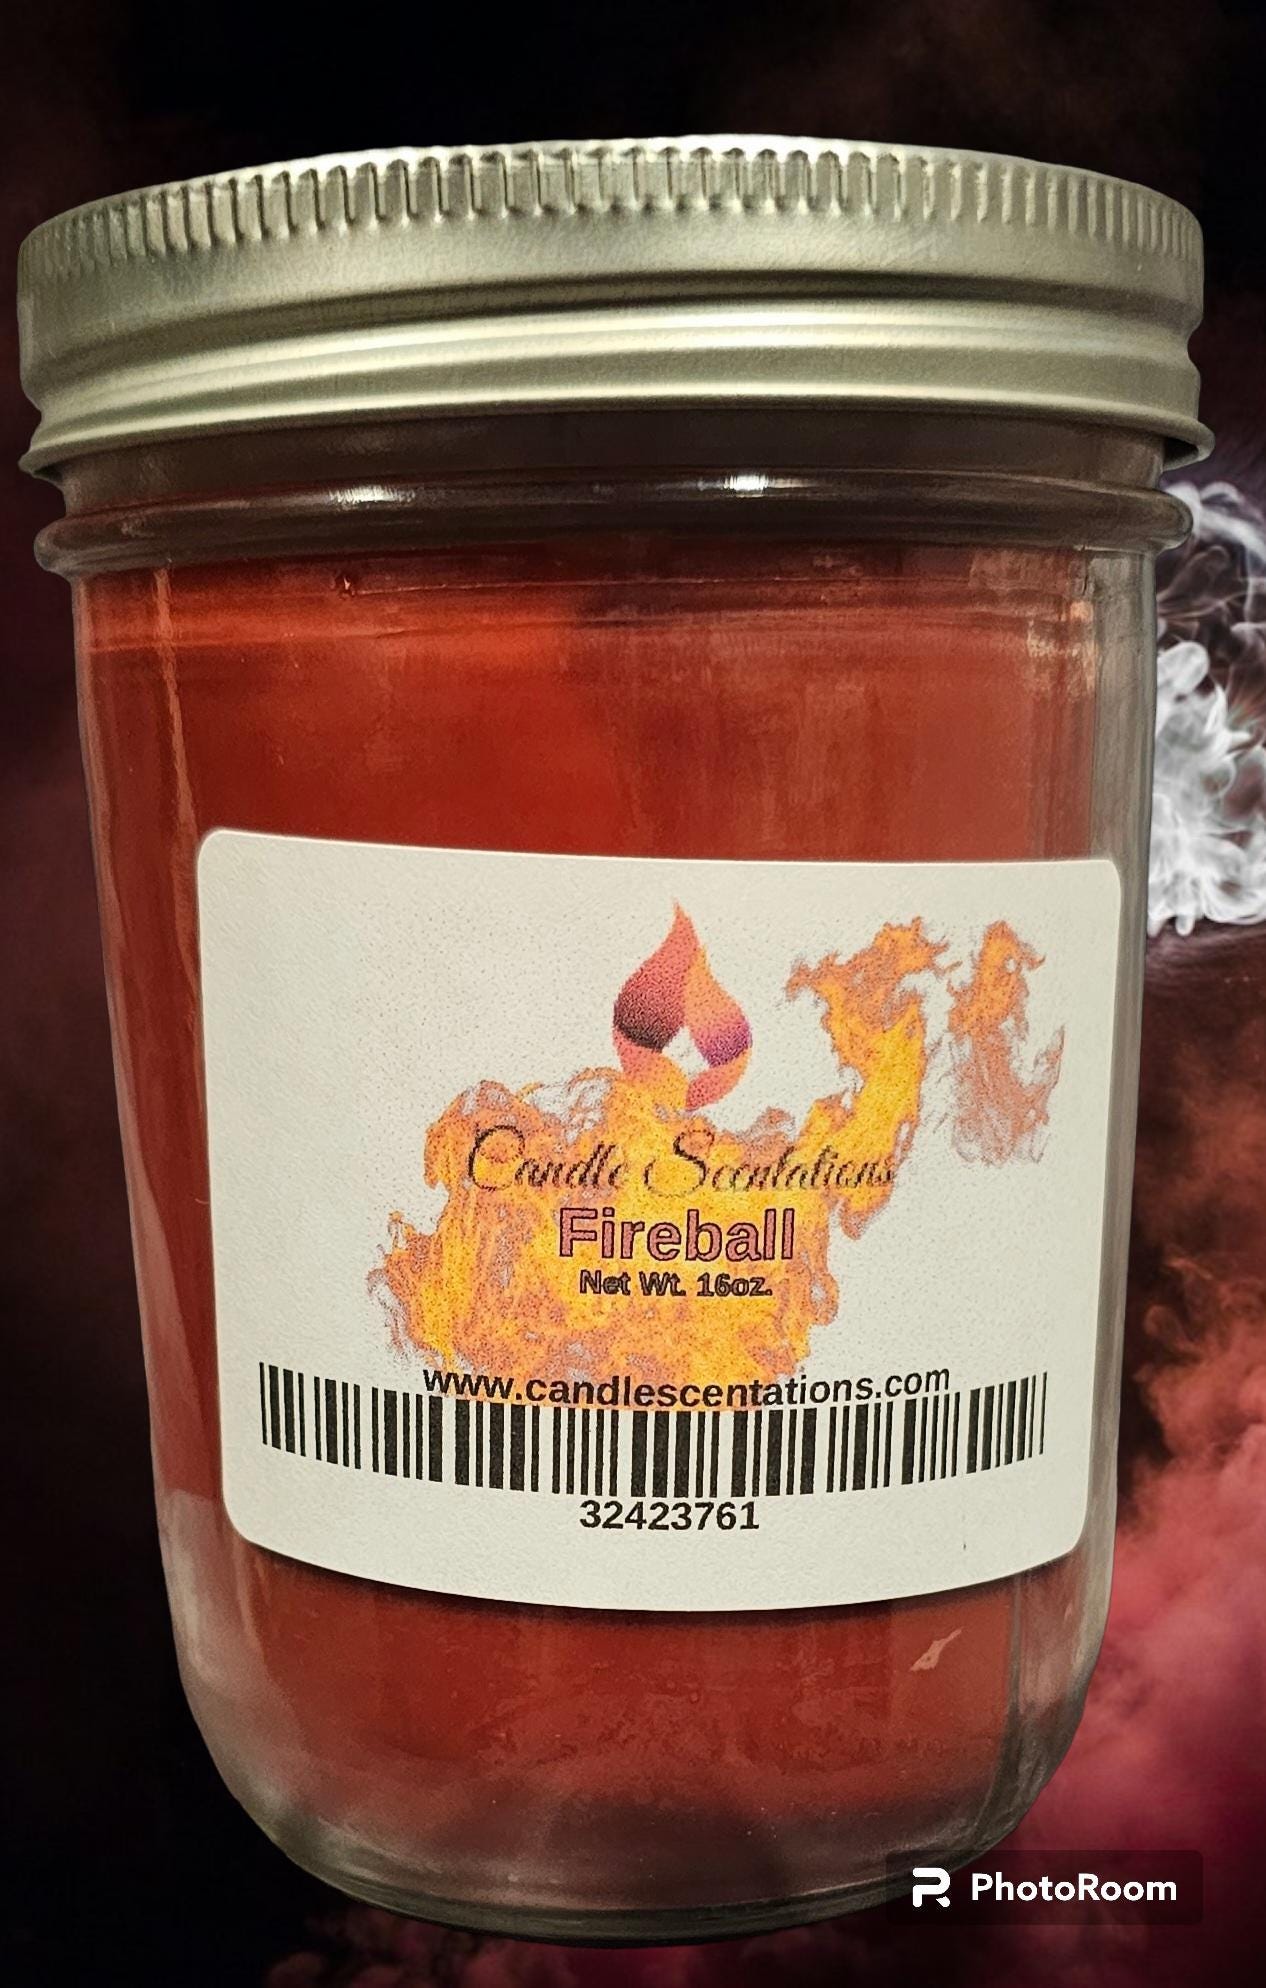 Candle Scentations
Fireball
Net Wt. 16oz.
www.candlescentations.com
32423761
PhotoRoom